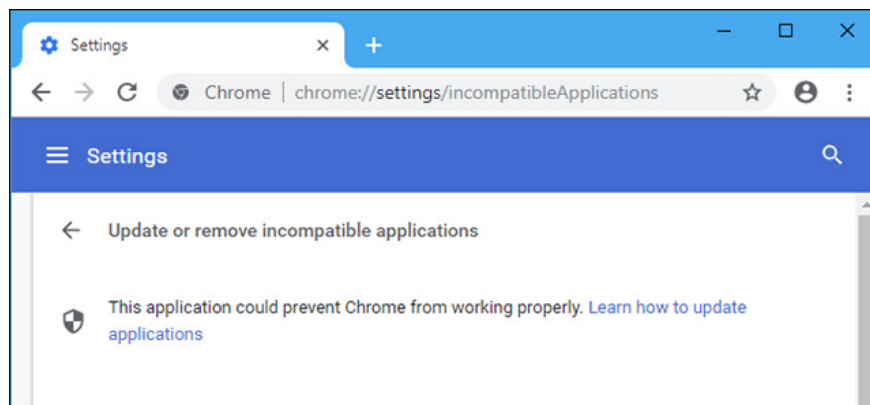 Settings
Chrome | chrome://settings/incompatibleApplications
Settings
Update or remove incompatible applications
This application could prevent Chrome from working properly. Learn how to update
applications